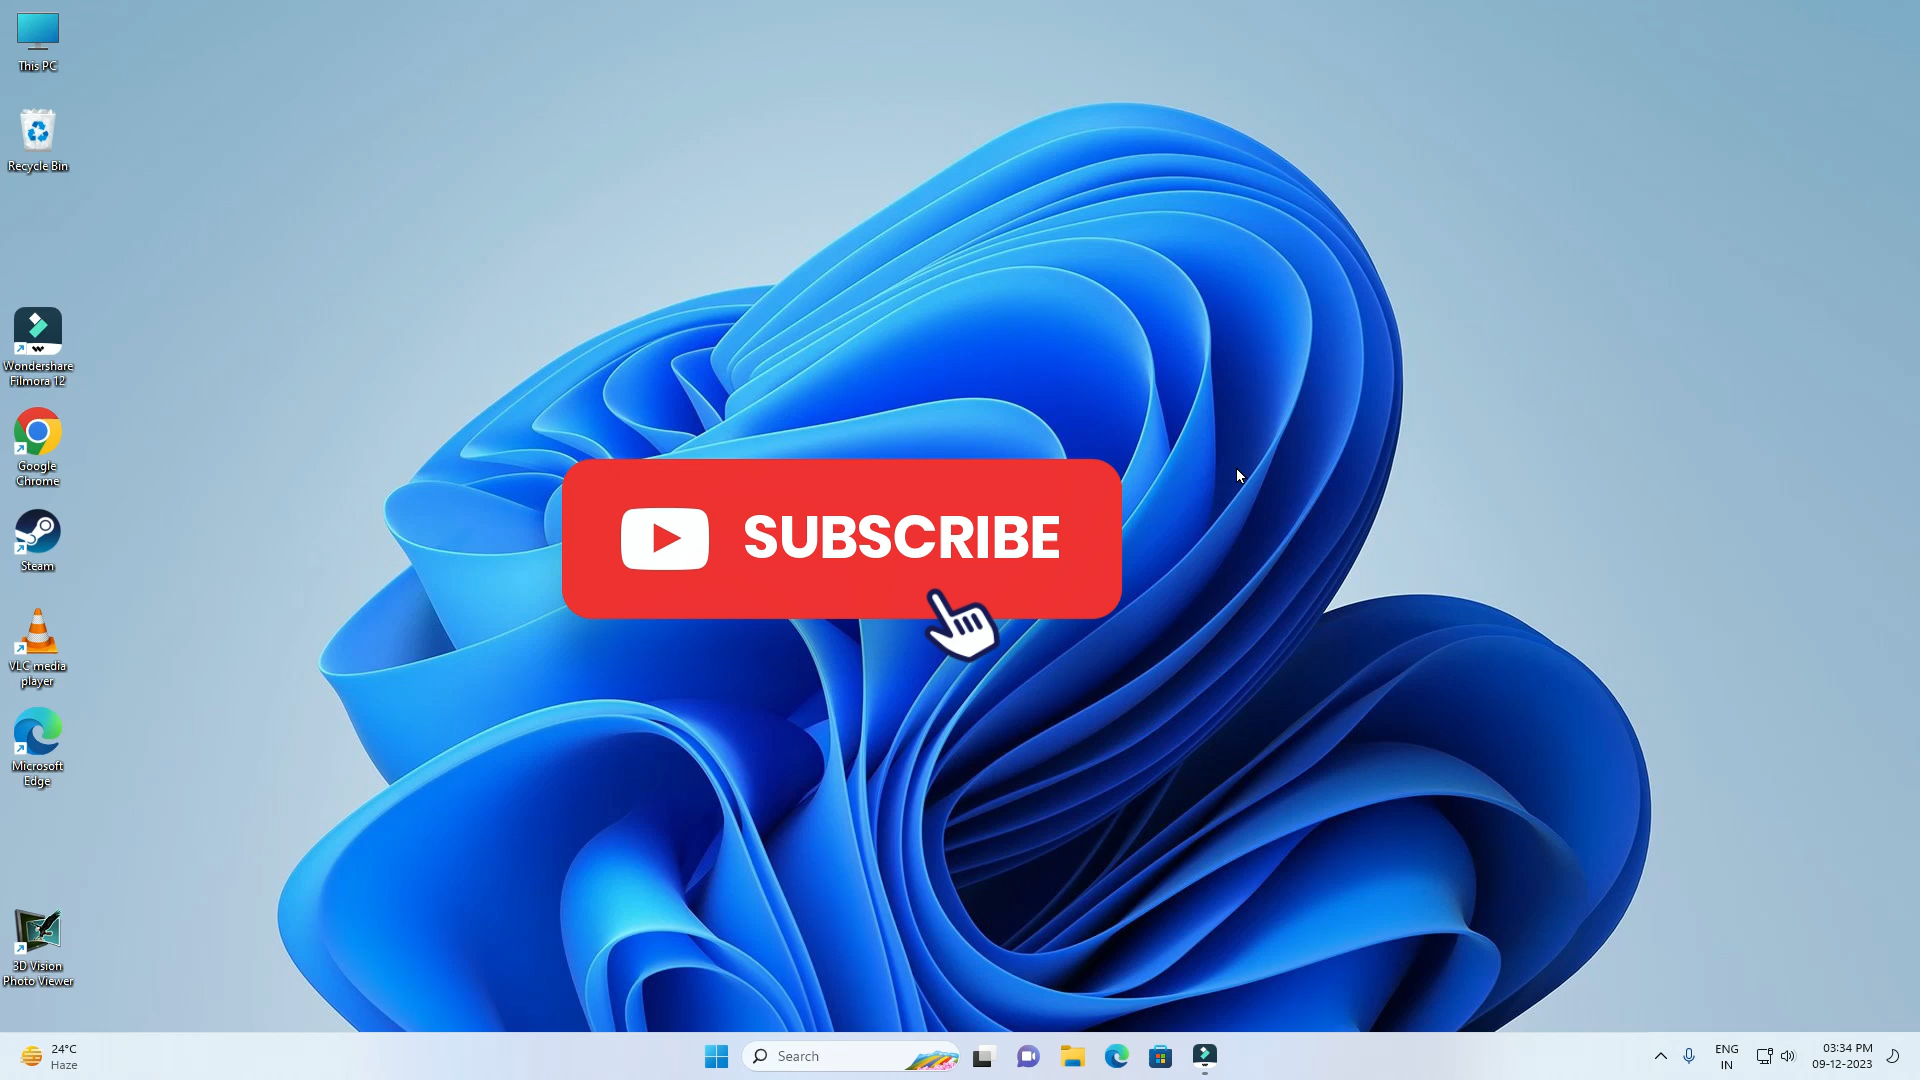 This PC
Recycle Bin
Wondershare
Filmora 12
Google
Chrome
Steam
VLC media
player
Microsoft
Edge
3D Vision
Photo Viewer
SUBSCRIBE
24°C
Haze
Search
ENG
IN
03:34 PM
09-12-2023